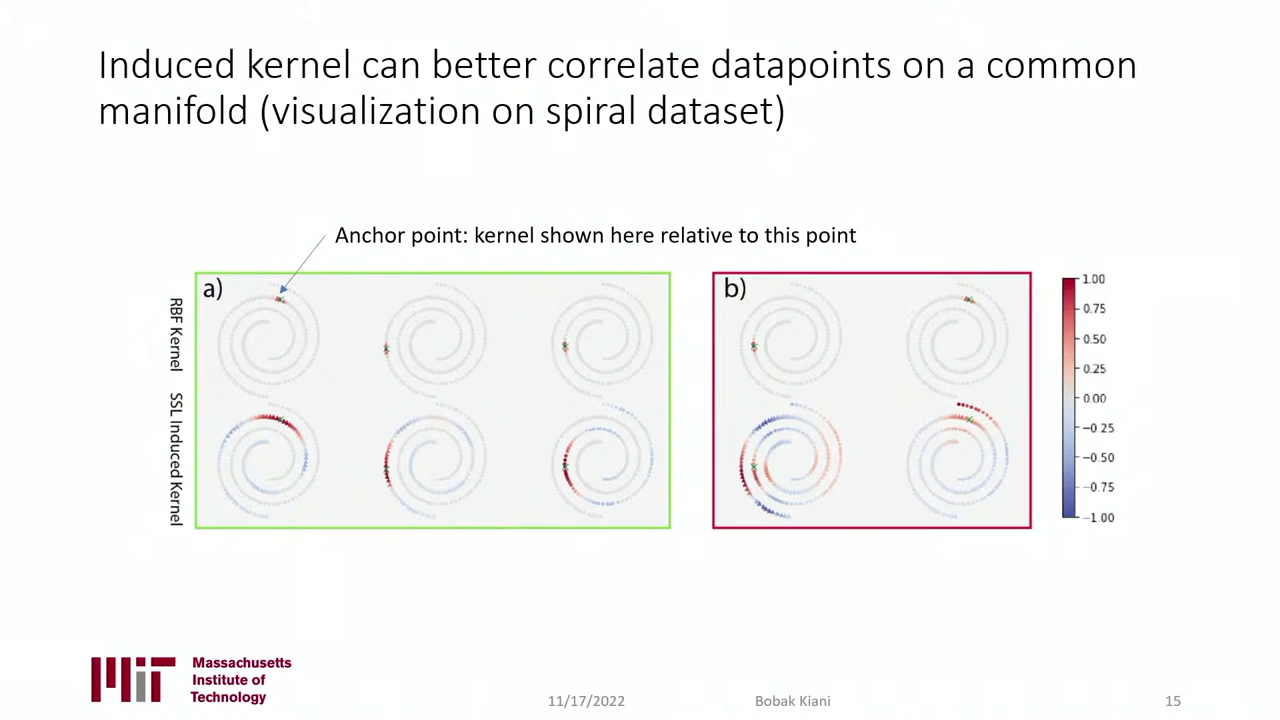 Induced kernel can better correlate datapoints on a common
manifold (visualization on spiral dataset)
Anchor point: kernel shown here relative to this point
a)
b)
RBF Kernel
SSL Induced Kernel
1.00
0.75
0.50
0.25
0.00
−0.25
−0.50
−0.75
−1.00
Massachusetts
Institute of
Technology
11/17/2022
Bobak Kiani
15